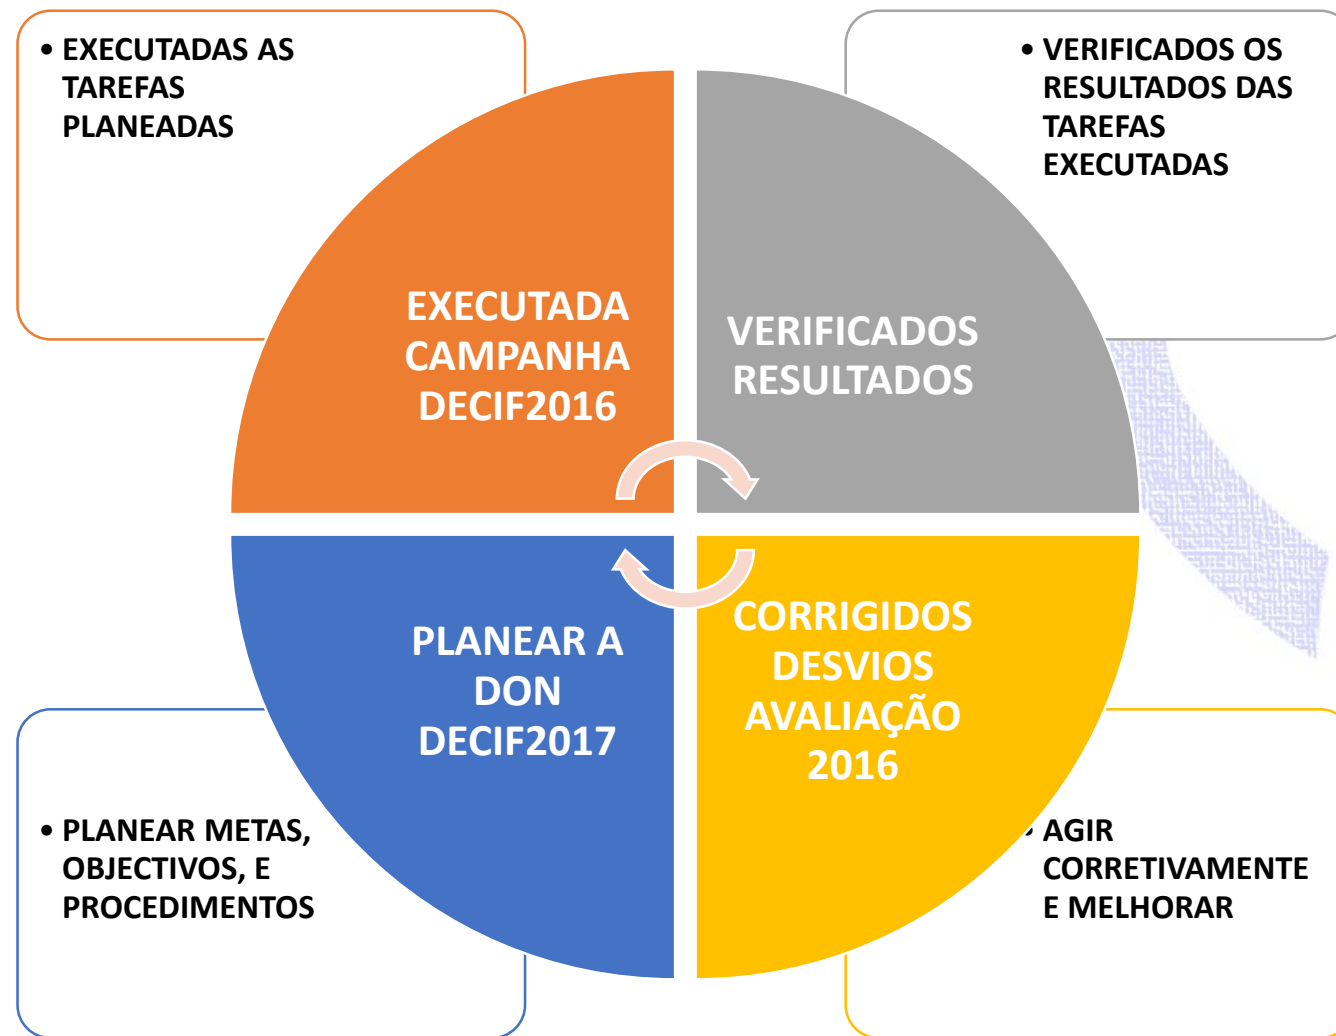 • EXECUTADAS AS
TAREFAS
PLANEADAS
• VERIFICADOS OS
RESULTADOS DAS
TAREFAS
EXECUTADAS
EXECUTADA
CAMPANHA
DECIF2016
VERIFICADOS
RESULTADOS
PLANEAR A
DON
DECIF2017
CORRIGIDOS
DESVIOS
AVALIAÇÃO
2016
• PLANEAR METAS,
OBJECTIVOS, E
PROCEDIMENTOS
• AGIR
CORRETIVAMENTE
E MELHORAR